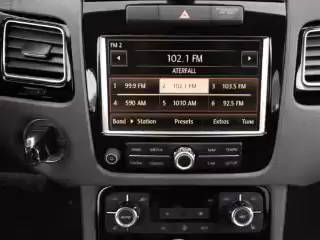 FM 2
102.1 FM
ATERFALL
1 99.9 FM 2 102.1 FM 3 103.5 FM
4 590 AM 5 1010 AM 6 92.5 FM
Band Station Presets Extras Tune
NAV